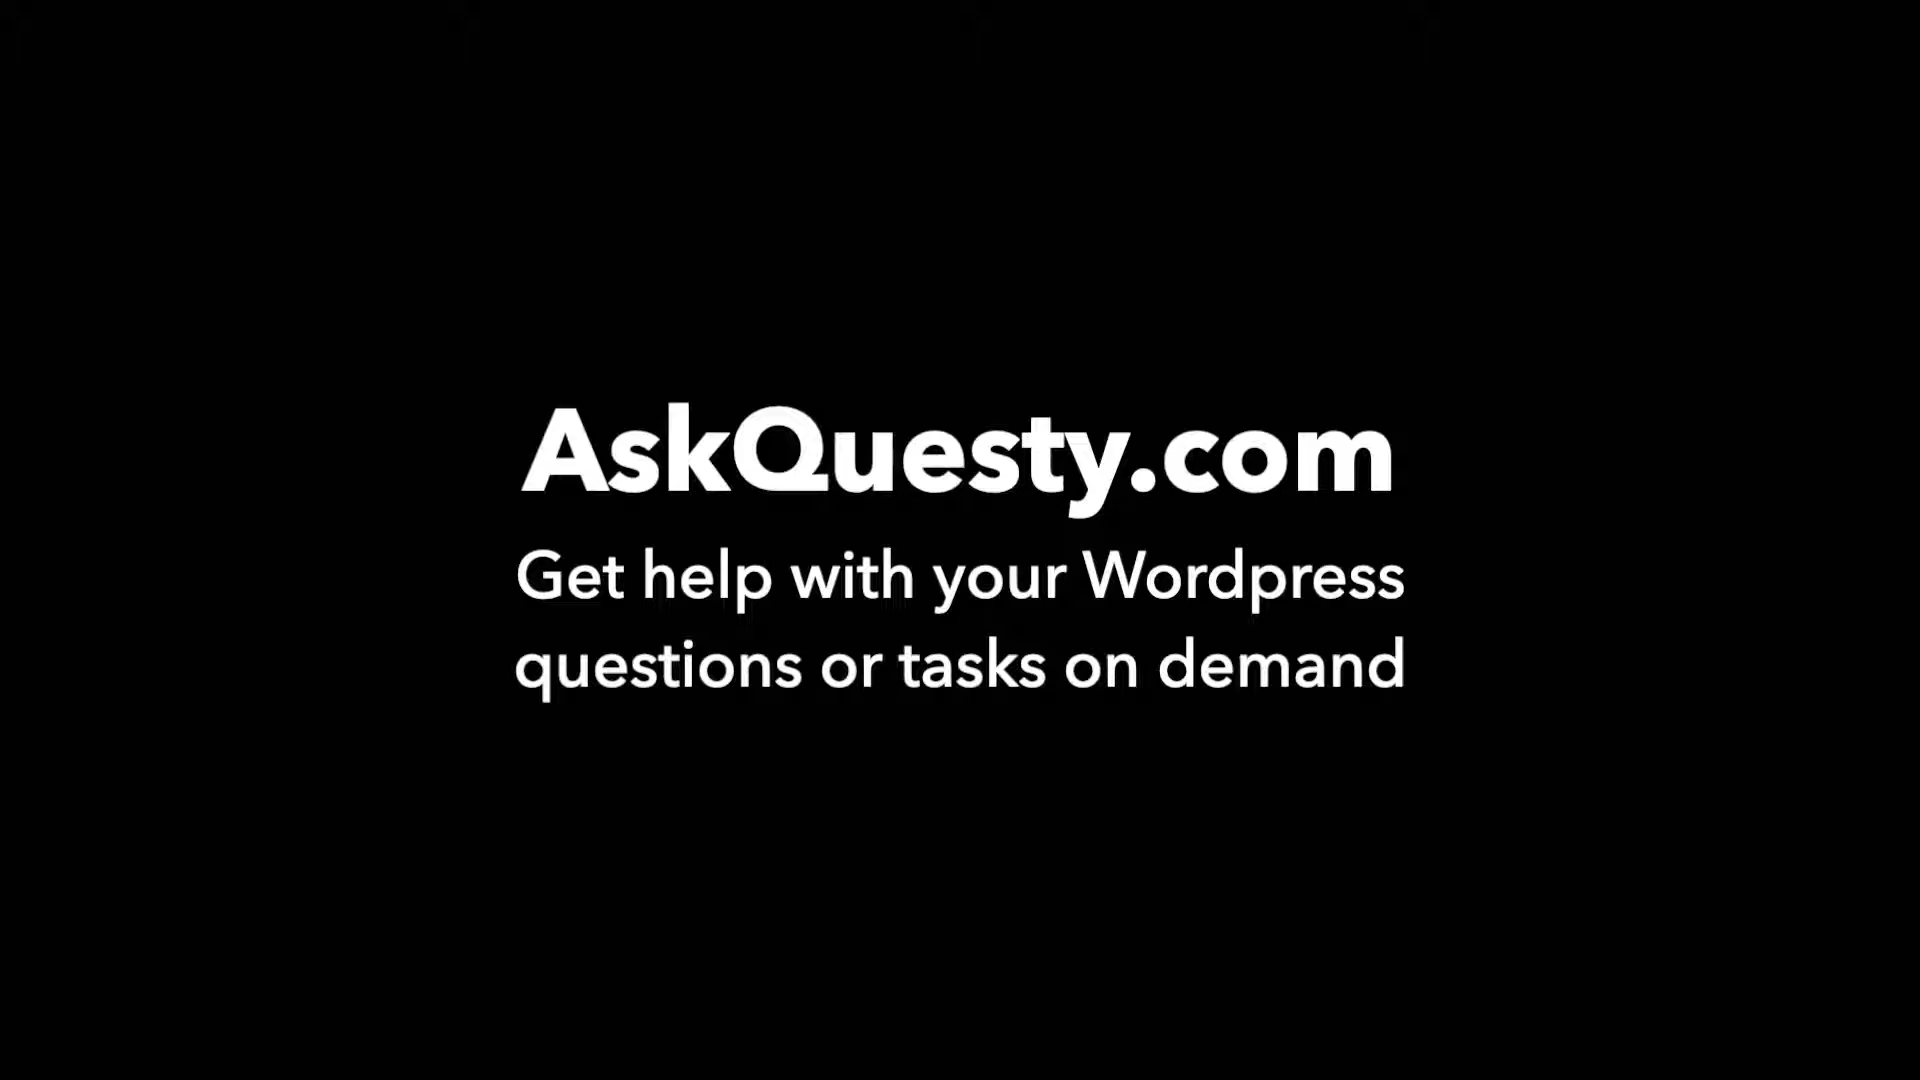 AskQuesty.com
Get help with your Wordpress
questions or tasks on demand